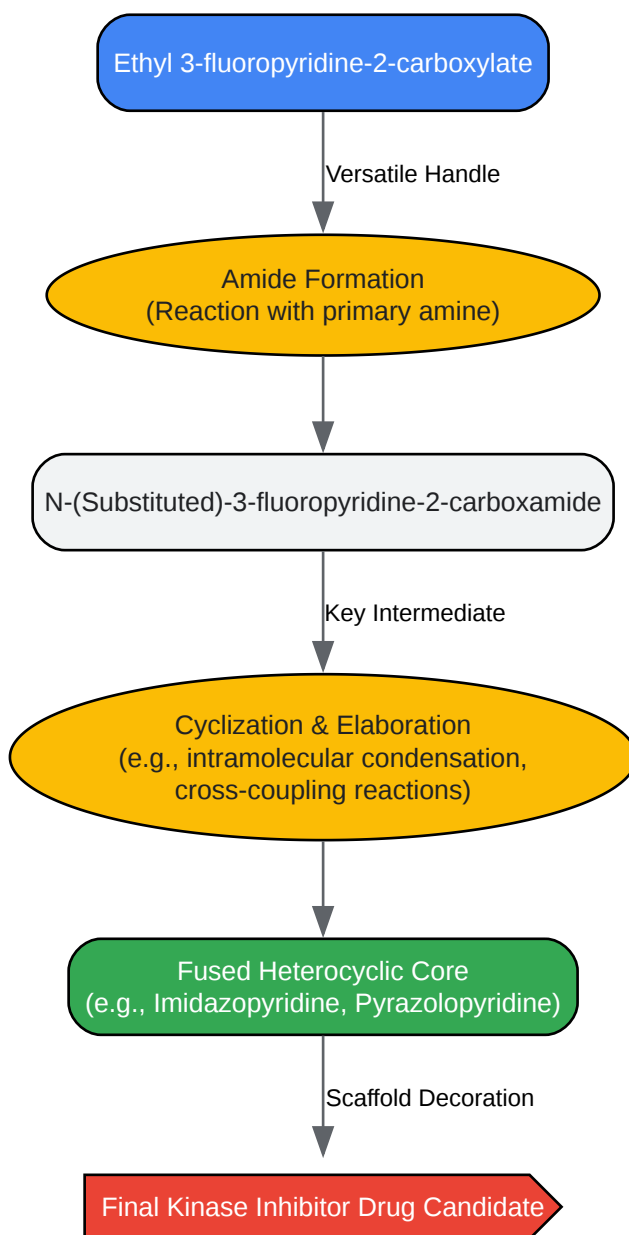 Ethyl 3-fluoropyridine-2-carboxylate
Versatile Handle
Amide Formation
(Reaction with primary amine)
N-(Substituted)-3-fluoropyridine-2-carboxamide
Key Intermediate
Cyclization & Elaboration
(e.g., intramolecular condensation,
cross-coupling reactions)
Fused Heterocyclic Core
(e.g., Imidazopyridine, Pyrazolopyridine)
Scaffold Decoration
Final Kinase Inhibitor Drug Candidate